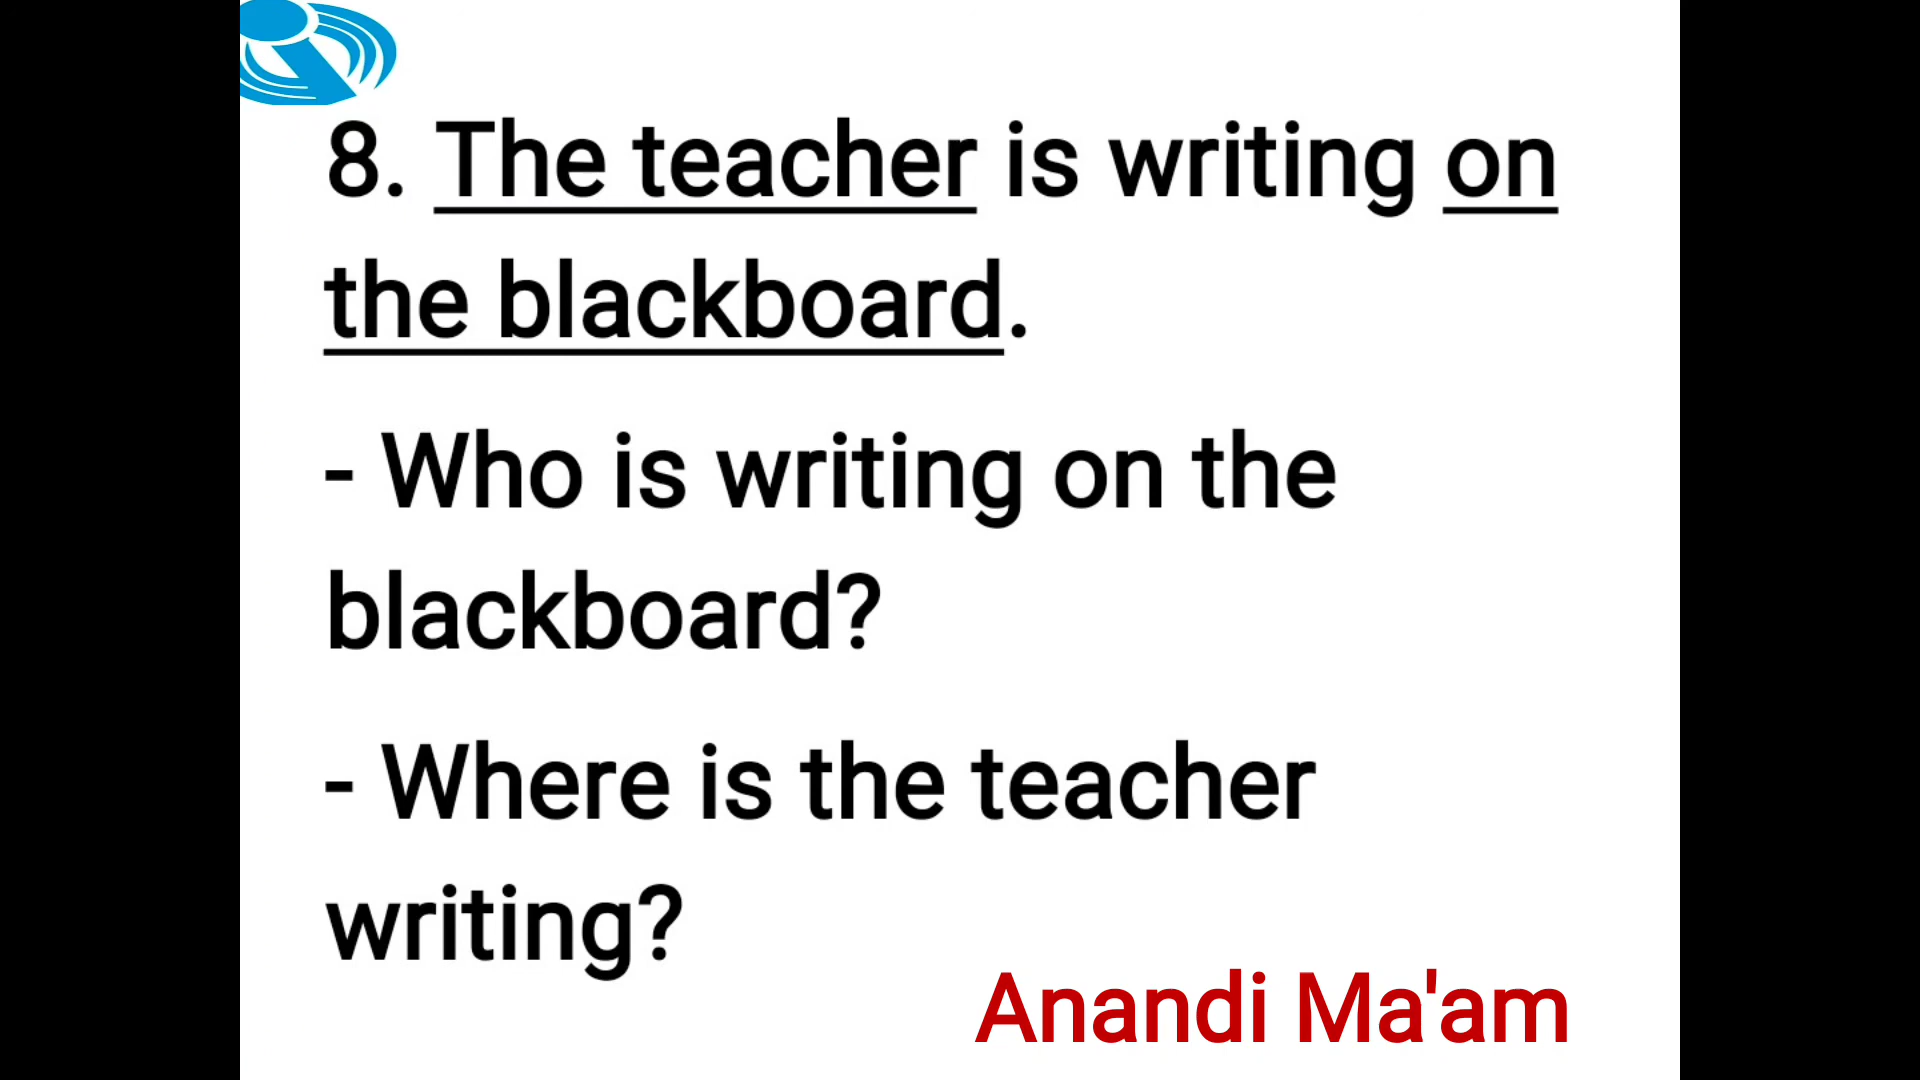 8. The teacher is writing on
the blackboard.
- Who is writing on the
blackboard?
- Where is the teacher
writing?
Anandi Ma'am